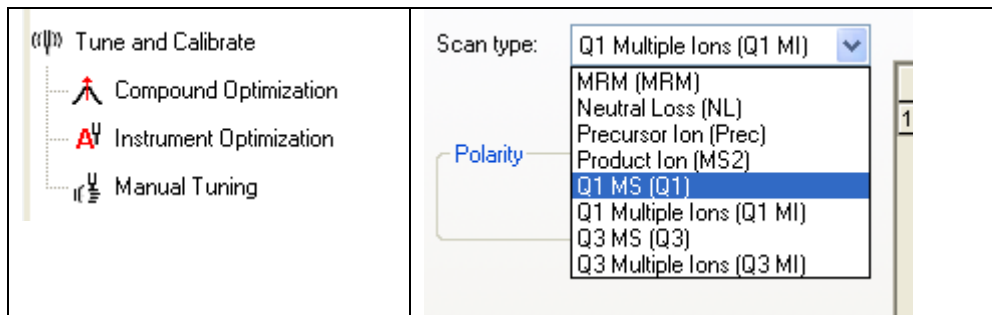 Tune and Calibrate
Compound Optimization
Instrument Optimization
Manual Tuning
Scan type: Q1 Multiple Ions (Q1 MI)
MRM (MRM)
Neutral Loss (NL)
Precursor Ion (Prec)
Product Ion (MS2)
Q1 MS (Q1)
Q1 Multiple Ions (Q1 MI)
Q3 MS (Q3)
Q3 Multiple Ions (Q3 MI)
Polarity
1